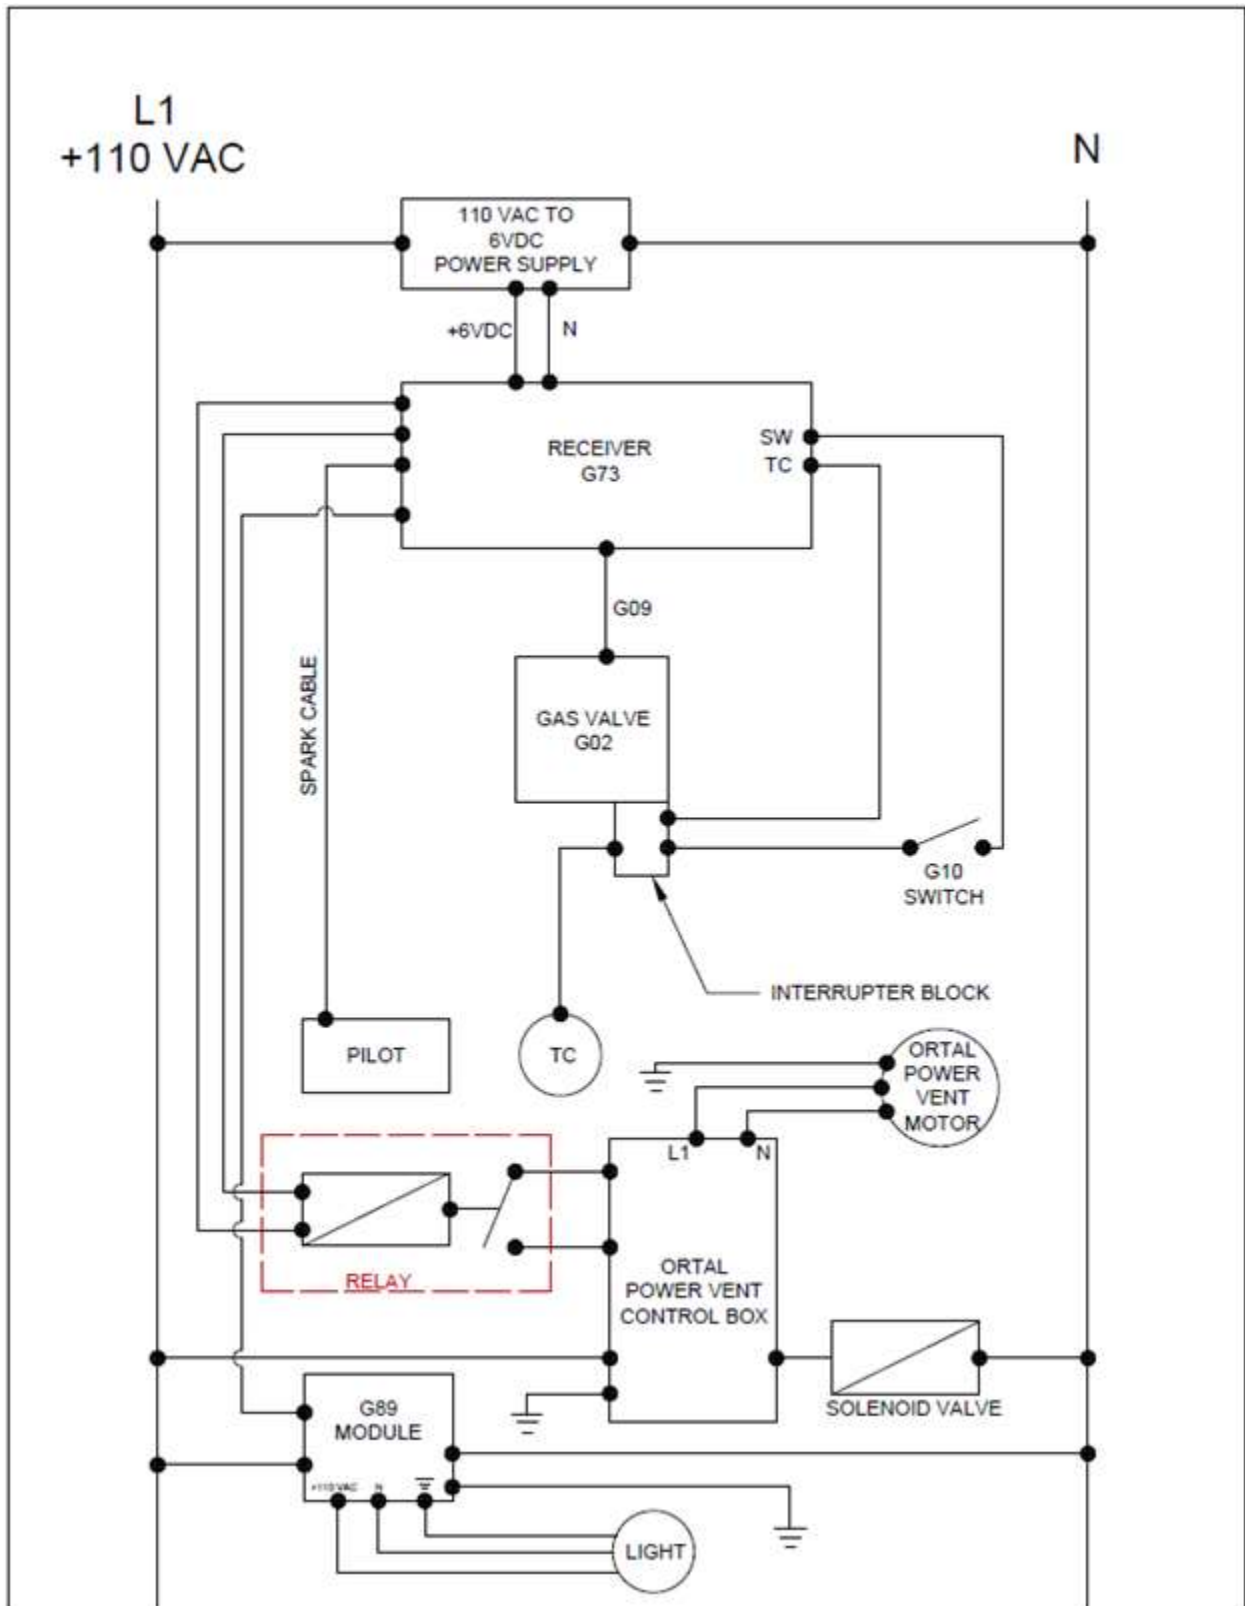 L1
+110 VAC
N
110 VAC TO
6VDC
POWER SUPPLY
+6VDC
N
RECEIVER
G73
SW
TC
G09
SPARK CABLE
GAS VALVE
G02
G10
SWITCH
INTERRUPTER BLOCK
PILOT
TC
ORTAL
POWER
VENT
MOTOR
L1
N
RELAY
ORTAL
POWER VENT
CONTROL BOX
SOLENOID VALVE
G89
MODULE
+110 VAC
N
LIGHT